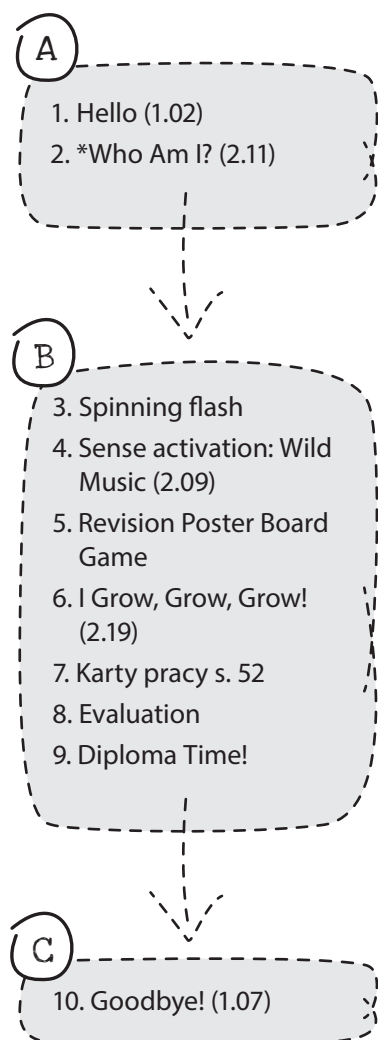 A
1. Hello (1.02)
2. *Who Am I? (2.11)
B
3. Spinning flash
4. Sense activation: Wild
Music (2.09)
5. Revision Poster Board
Game
6. I Grow, Grow, Grow!
(2.19)
7. Karty pracy s. 52
8. Evaluation
9. Diploma Time!
C
10. Goodbye! (1.07)